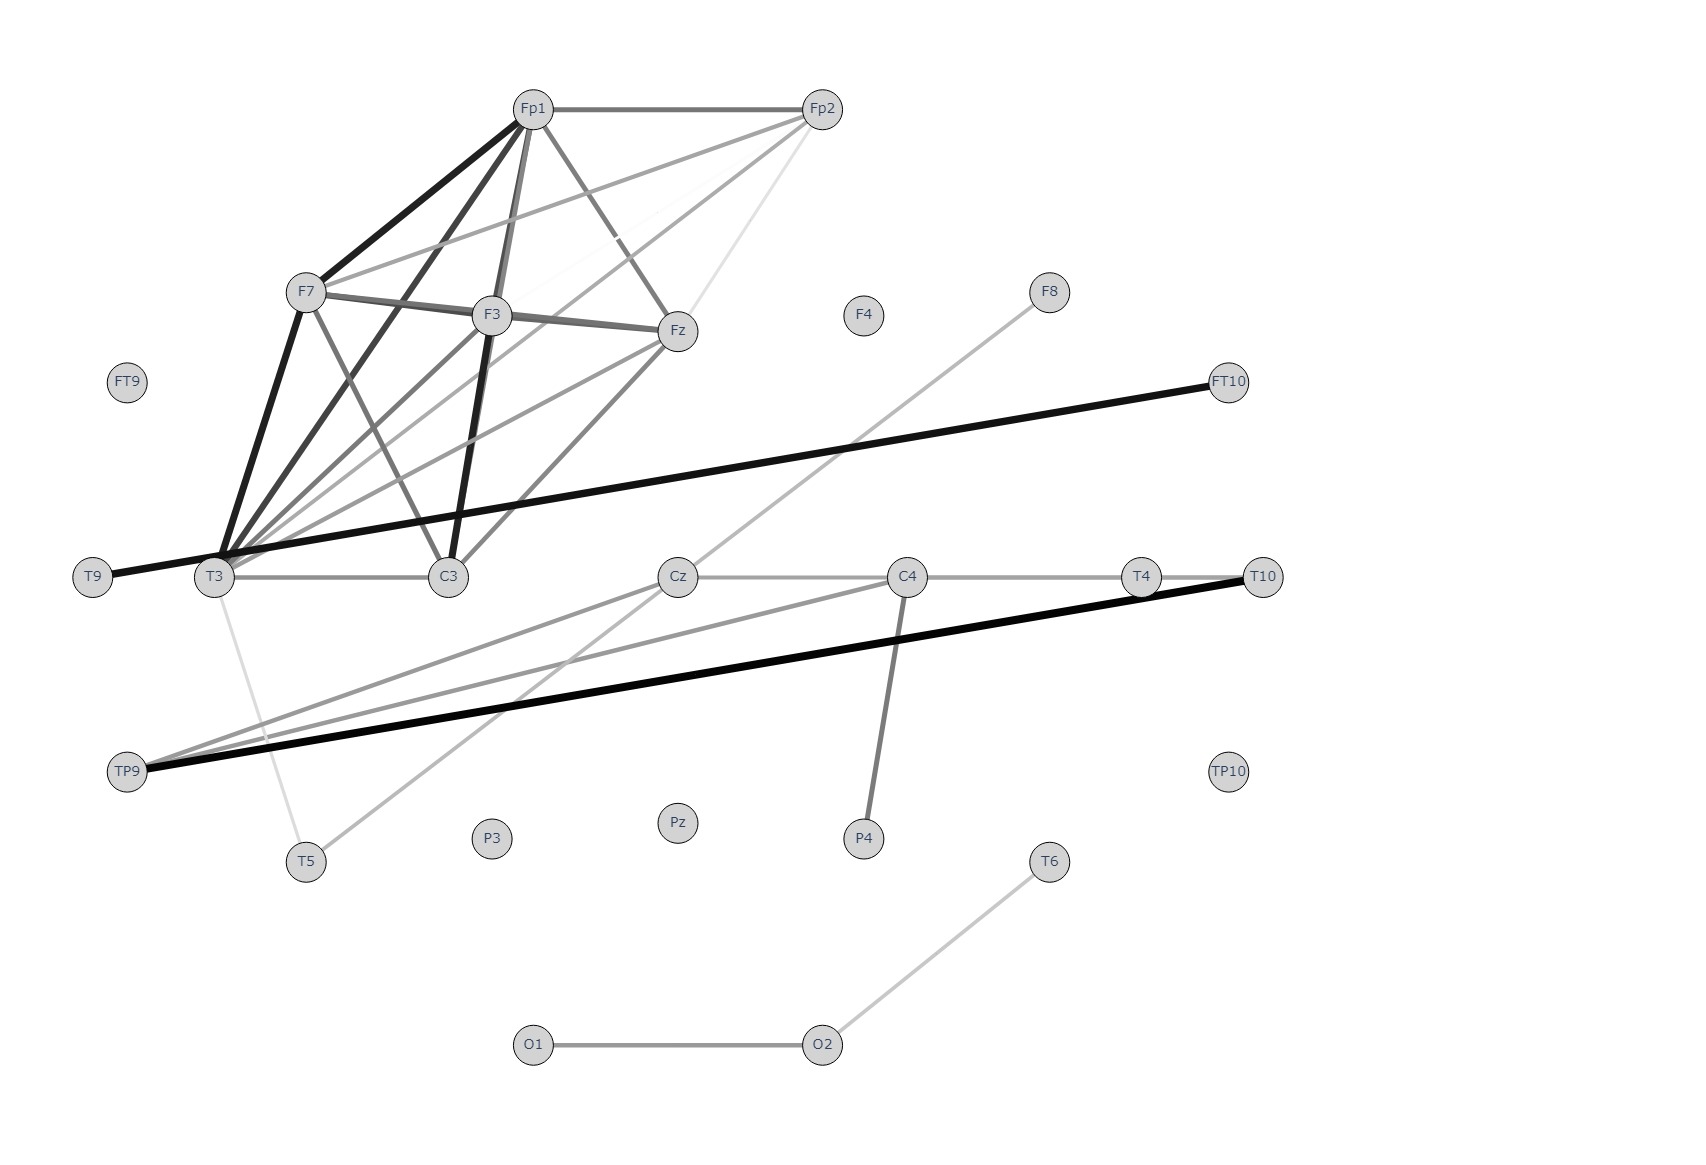 Fp1 Fp2
F7 F3 Fz F4 F8
FT9 FT10
T9 T3 C3 Cz C4 T4 T10
TP9 TP10
T5 P3 Pz P4 T6
O1 O2